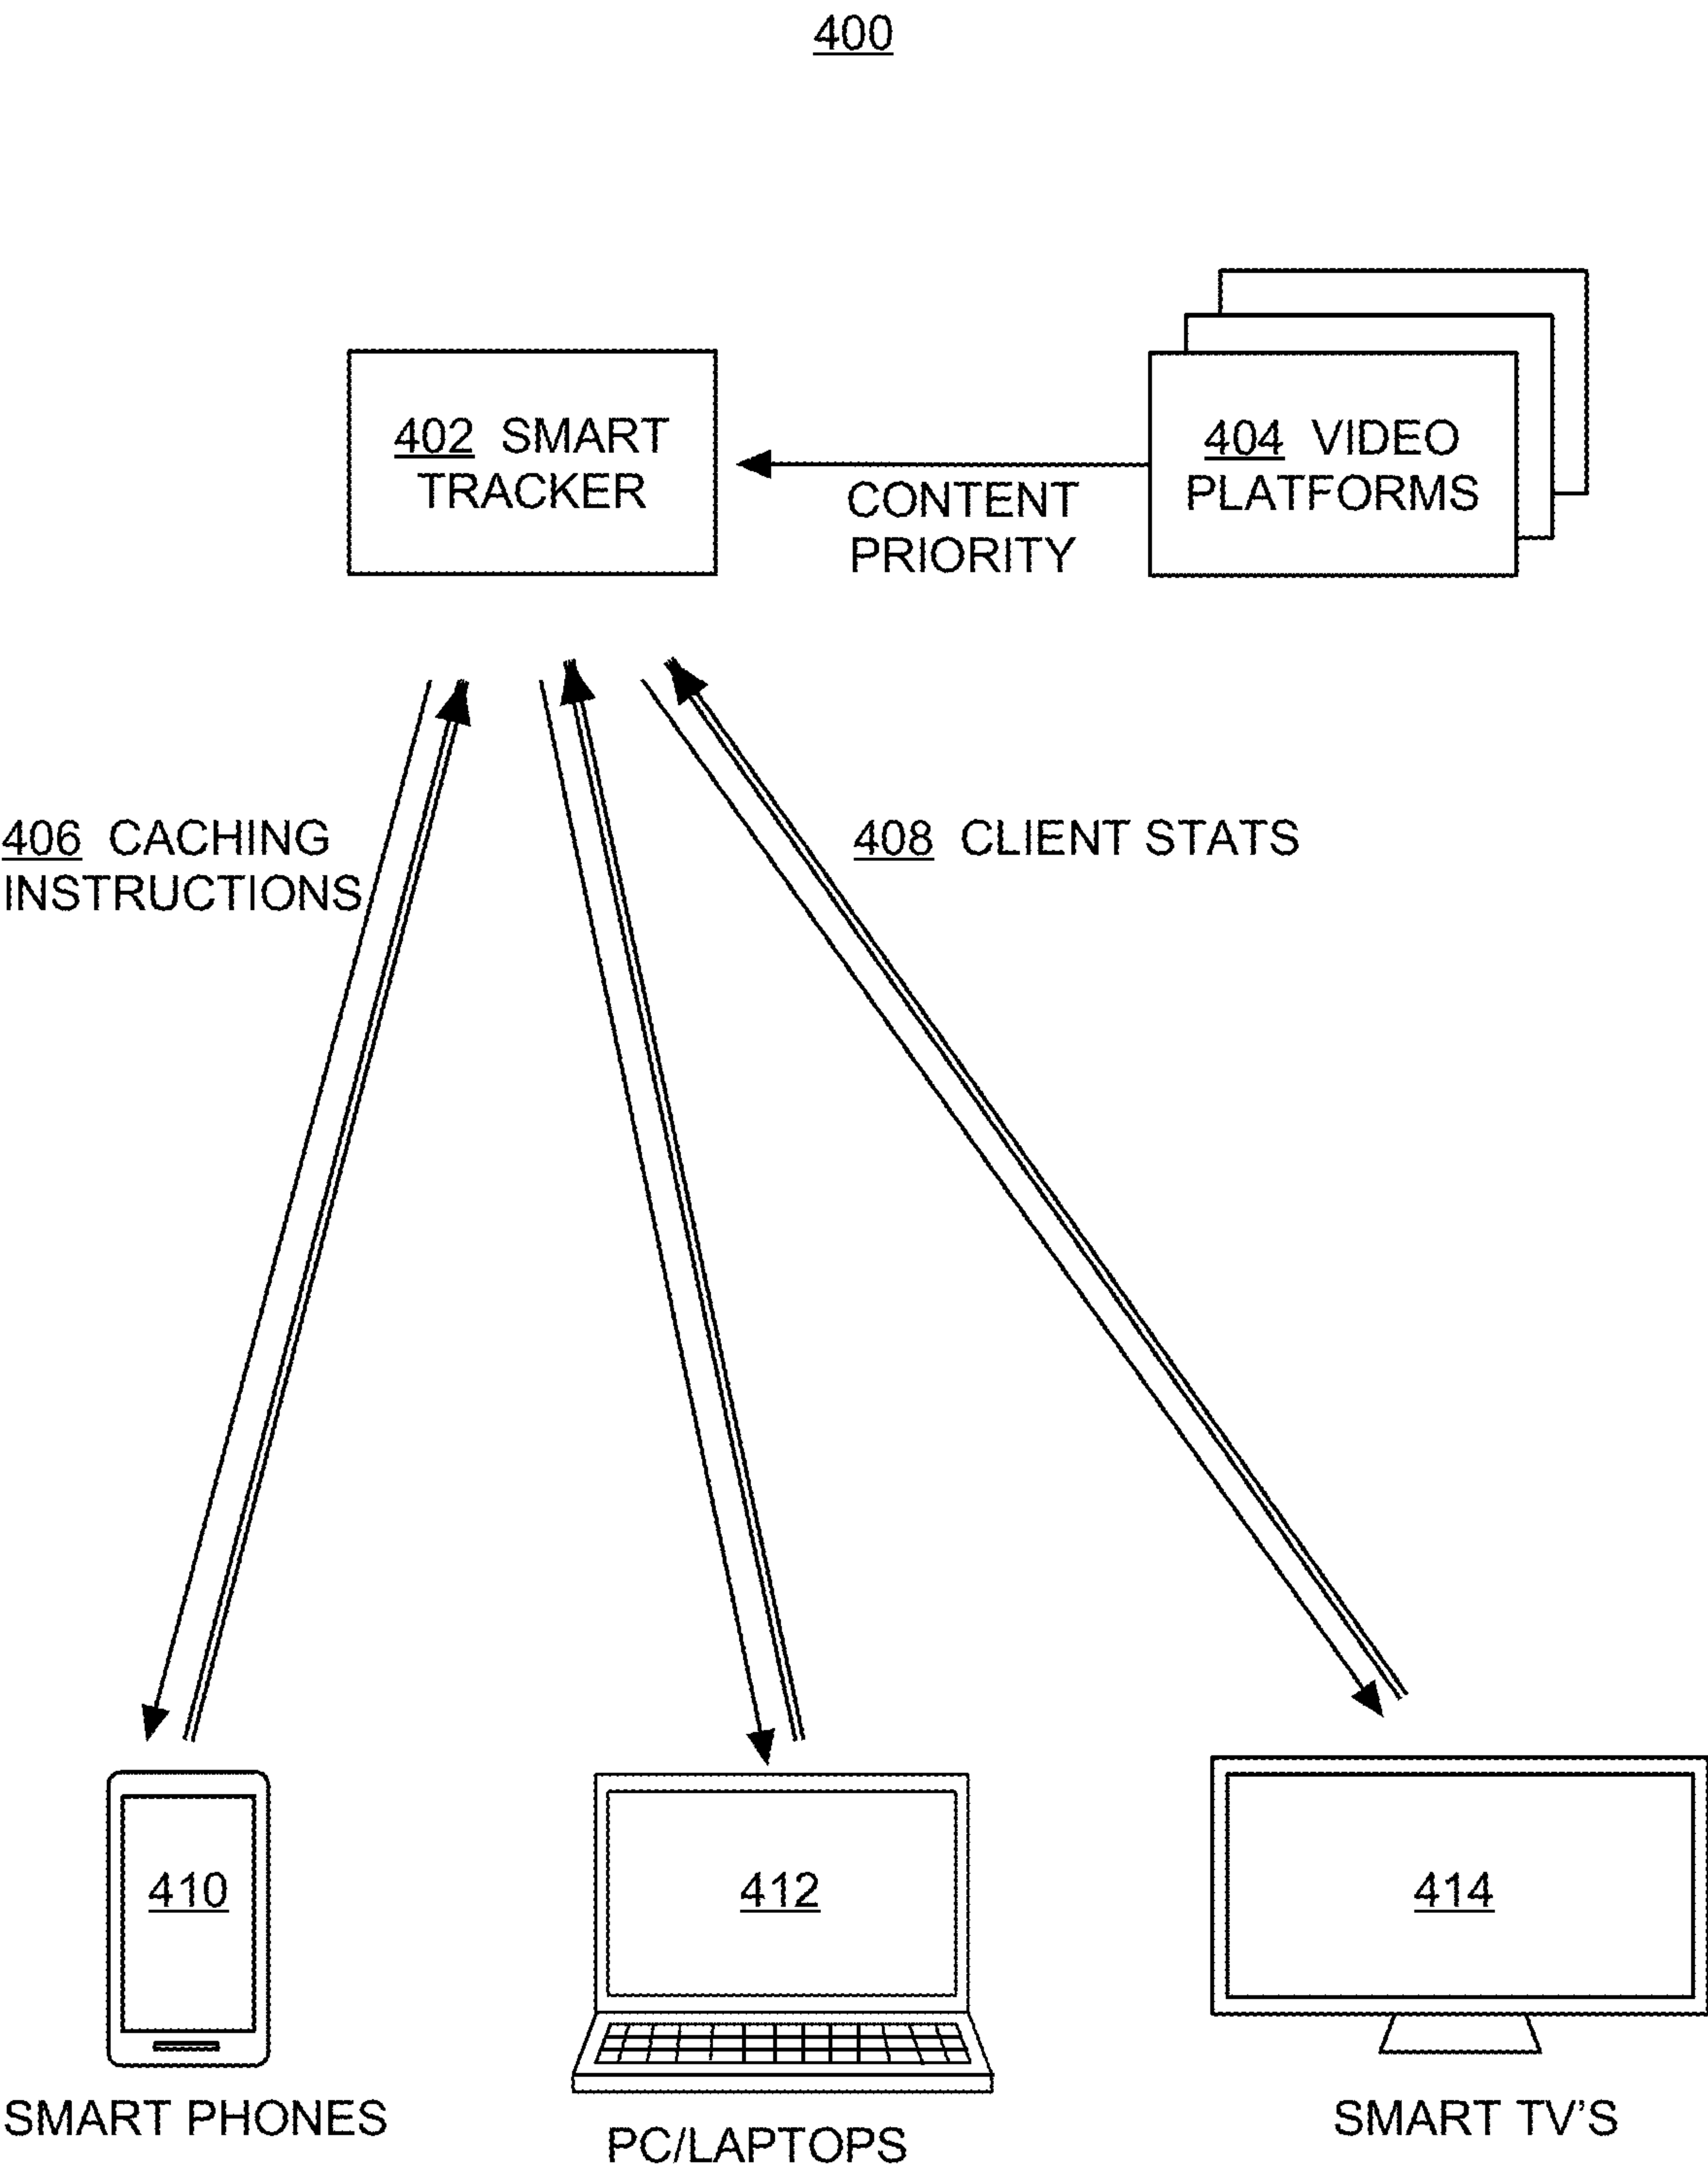 400
402 SMART
TRACKER
404 VIDEO
PLATFORMS
CONTENT
PRIORITY
406 CACHING
INSTRUCTIONS
408 CLIENT STATS
410
412
414
SMART PHONES
PC/LAPTOPS
SMART TV'S